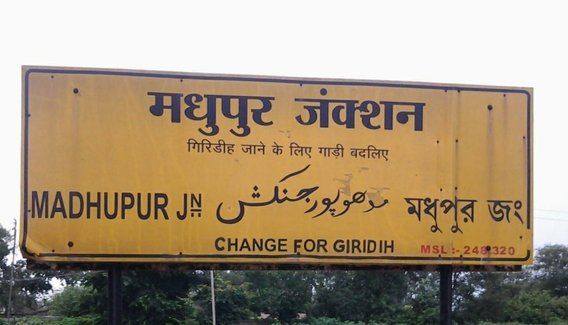 मधुपुर जंक्शन
गिरिडीह जाने के लिए गाड़ी बदलिए
MADHUPUR JN مدھوپور جنکشن মধুপুর জং
CHANGE FOR GIRIDIH MSL :- 248.320